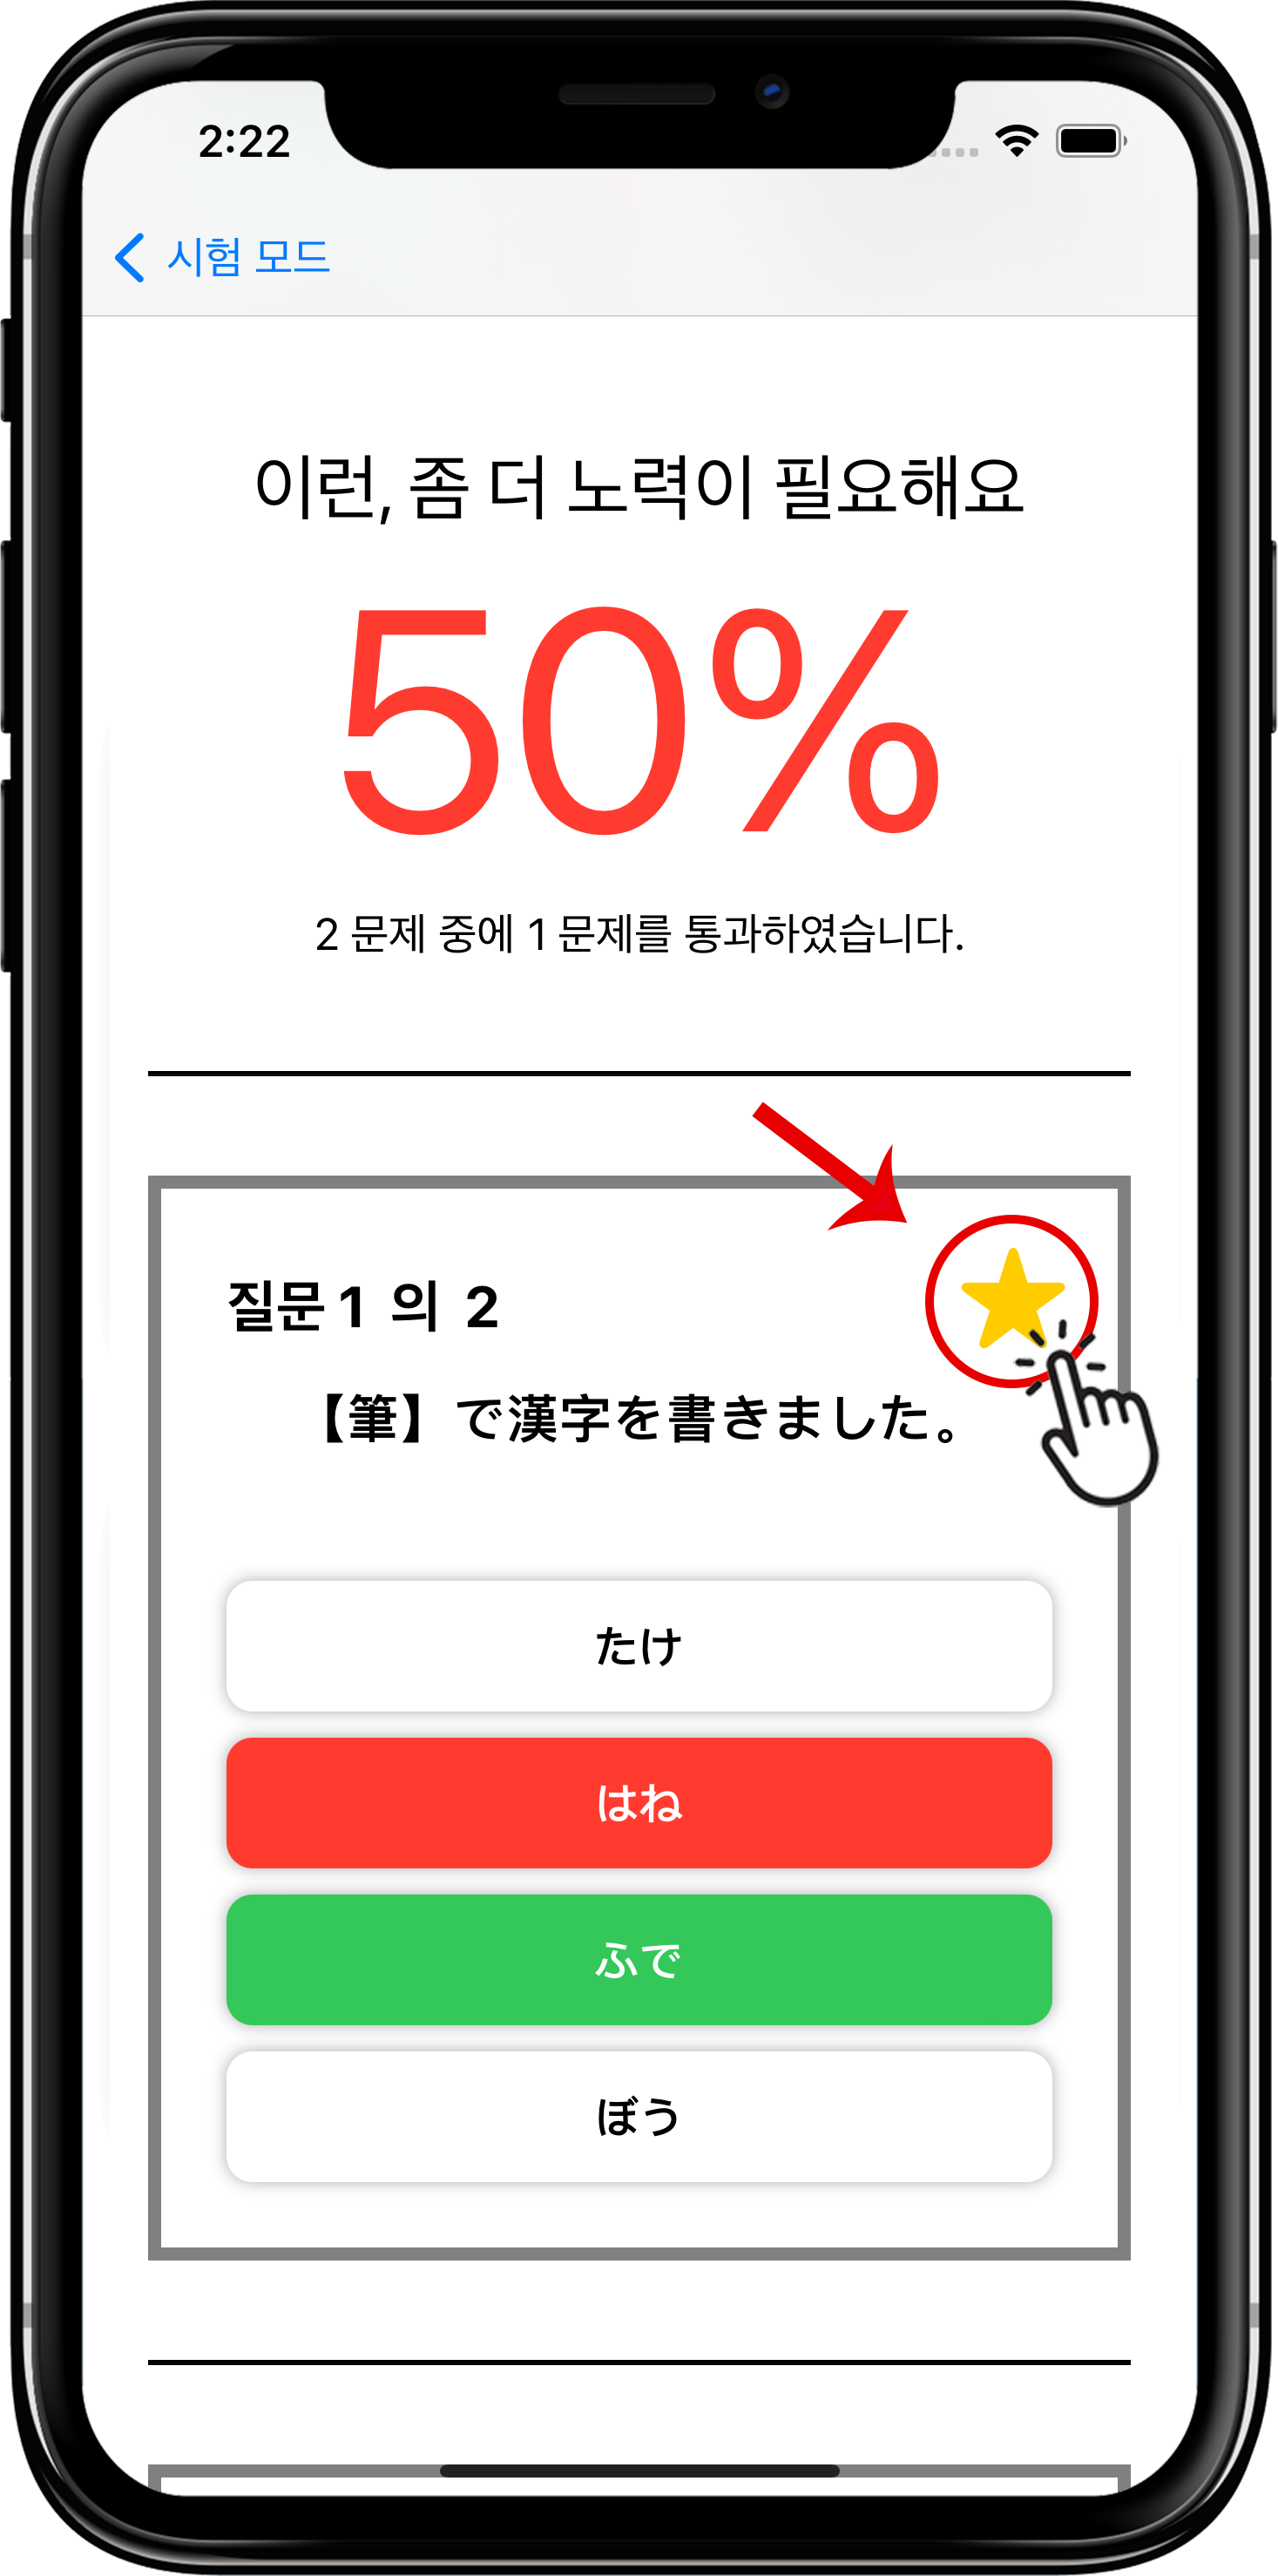 2:22
시험 모드
이런, 좀 더 노력이 필요해요
50%
2 문제 중에 1 문제를 통과하였습니다.
질문 1 의 2
【筆】で漢字を書きました。
たけ
はね
ふで
ぼう